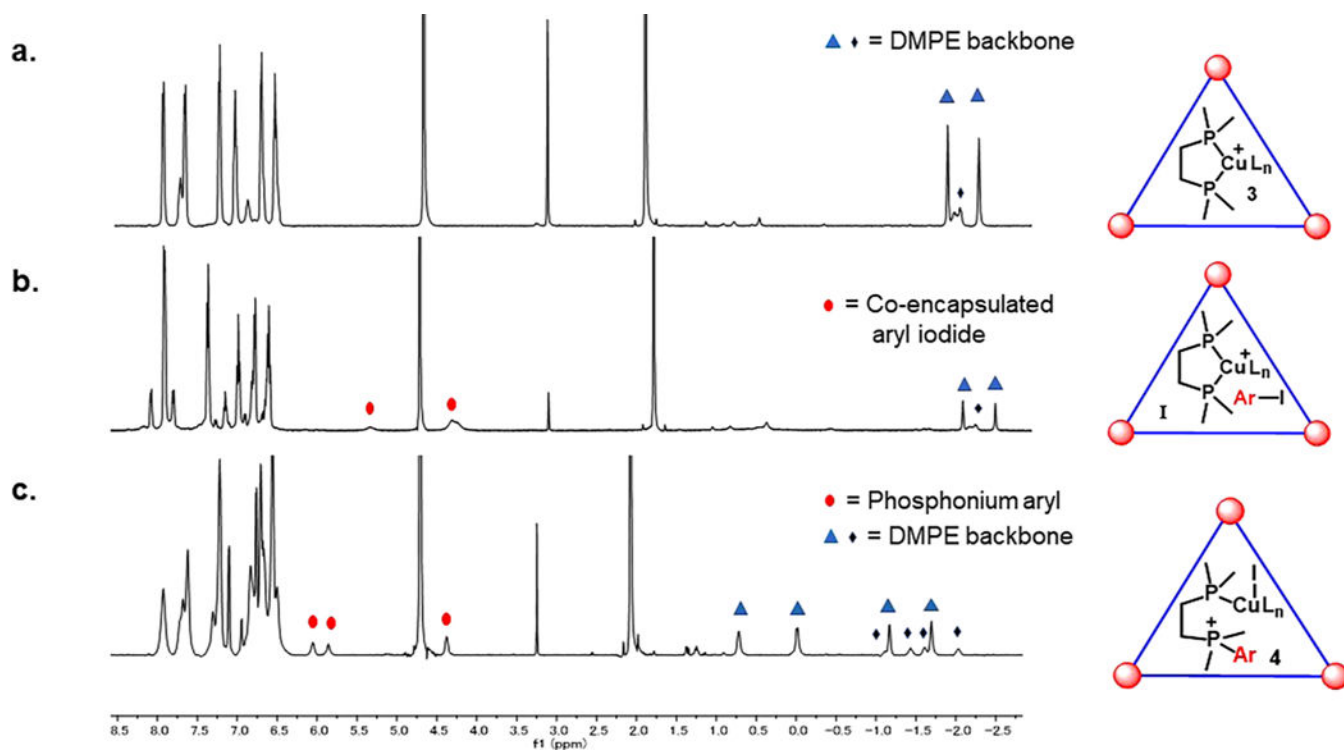 a.
▲ ♦ = DMPE backbone
P
+
CuLn
P
3
b.
● = Co-encapsulated
aryl iodide
P
+
CuLn
P
Ar—I
I
c.
● = Phosphonium aryl
▲ ♦ = DMPE backbone
I
P
CuLn
+
P
Ar
4
8.5 8.0 7.5 7.0 6.5 6.0 5.5 5.0 4.5 4.0 3.5 3.0 2.5 2.0 1.5 1.0 0.5 0.0 −0.5 −1.0 −1.5 −2.0 −2.5
f1 (ppm)